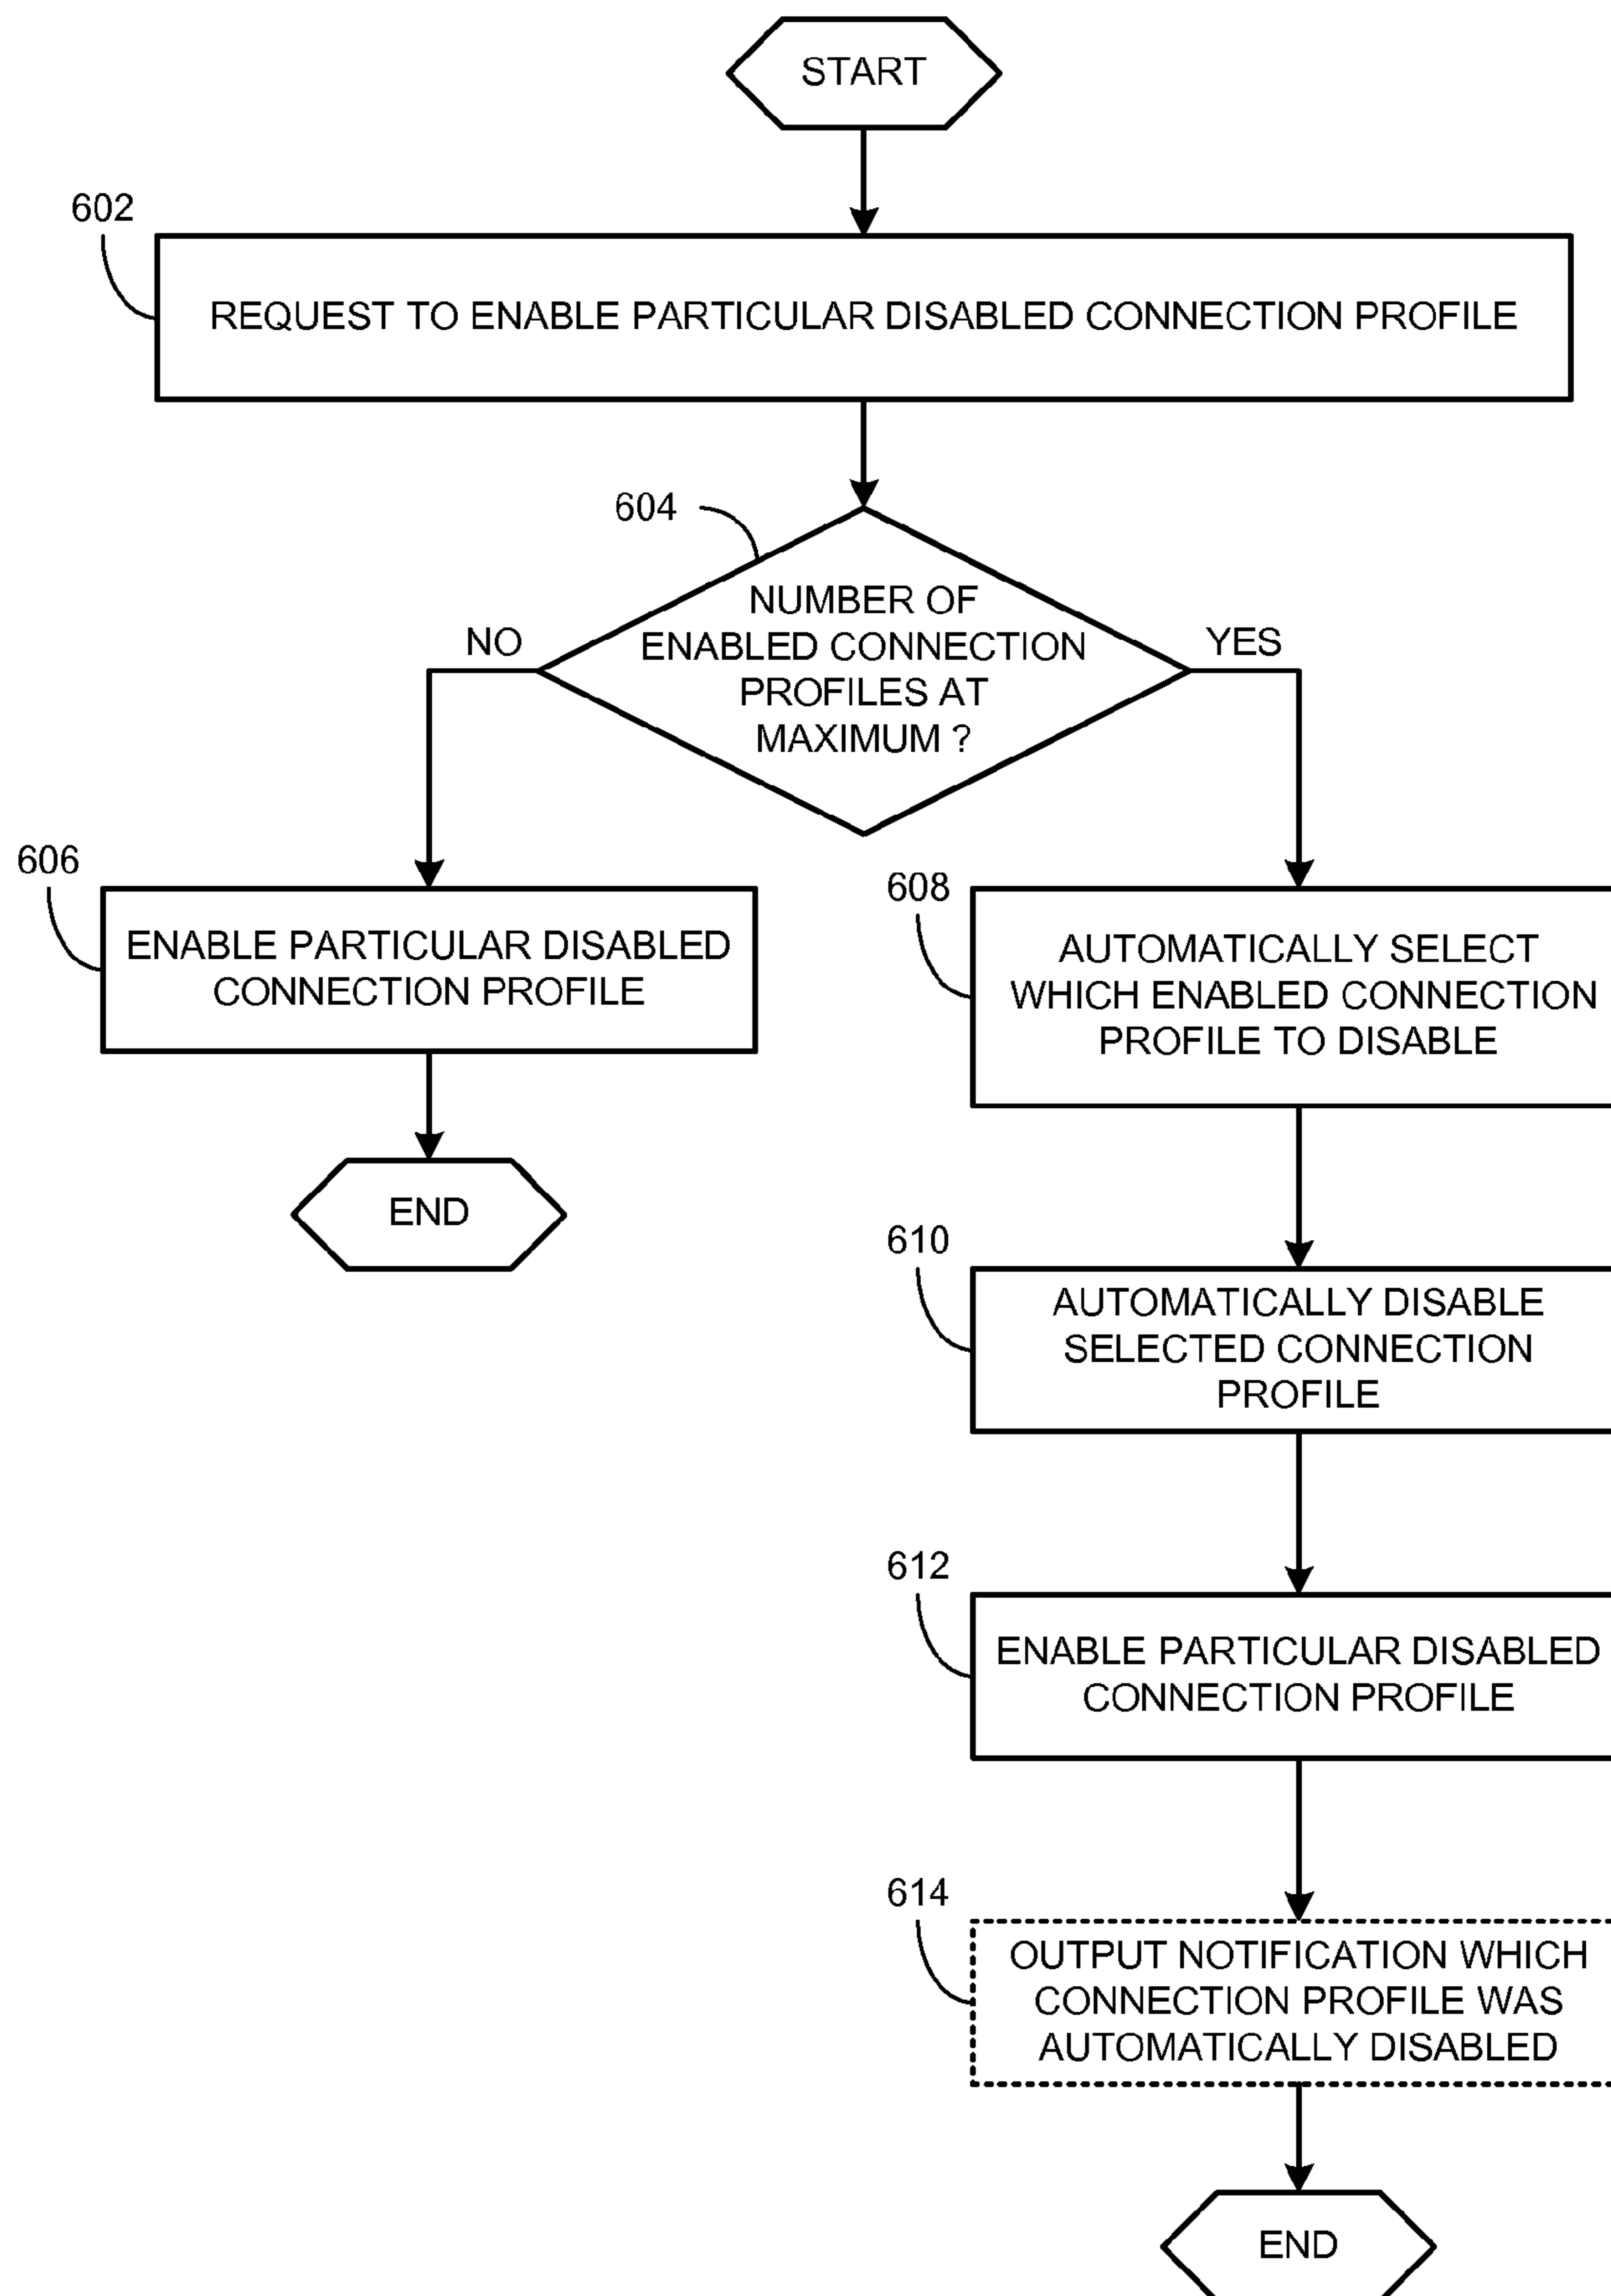 START
602
REQUEST TO ENABLE PARTICULAR DISABLED CONNECTION PROFILE
604
NUMBER OF
ENABLED CONNECTION
PROFILES AT
MAXIMUM ?
NO
YES
606
ENABLE PARTICULAR DISABLED
CONNECTION PROFILE
END
608
AUTOMATICALLY SELECT
WHICH ENABLED CONNECTION
PROFILE TO DISABLE
610
AUTOMATICALLY DISABLE
SELECTED CONNECTION
PROFILE
612
ENABLE PARTICULAR DISABLED
CONNECTION PROFILE
614
OUTPUT NOTIFICATION WHICH
CONNECTION PROFILE WAS
AUTOMATICALLY DISABLED
END